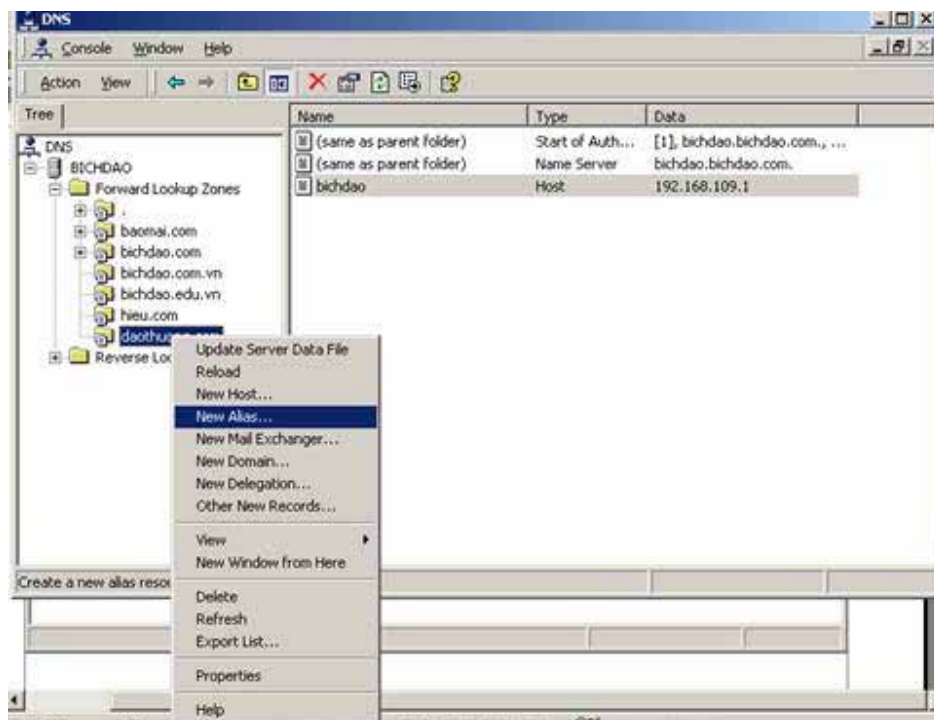 DNS
Console Window Help
Action View
Tree
Name Type Data
DNS
BICHDAO
Forward Lookup Zones
.
baomai.com
bichdao.com
bichdao.com.vn
bichdao.edu.vn
hieu.com
Reverse Loo
(same as parent folder) Start of Auth... [1], bichdao.bichdao.com., ...
(same as parent folder) Name Server bichdao.bichdao.com.
bichdao Host 192.168.109.1
Update Server Data File
Reload
New Host...
New Alias...
New Mail Exchanger...
New Domain...
New Delegation...
Other New Records...
View
New Window from Here
Delete
Refresh
Export List...
Properties
Help
Create a new alias resou